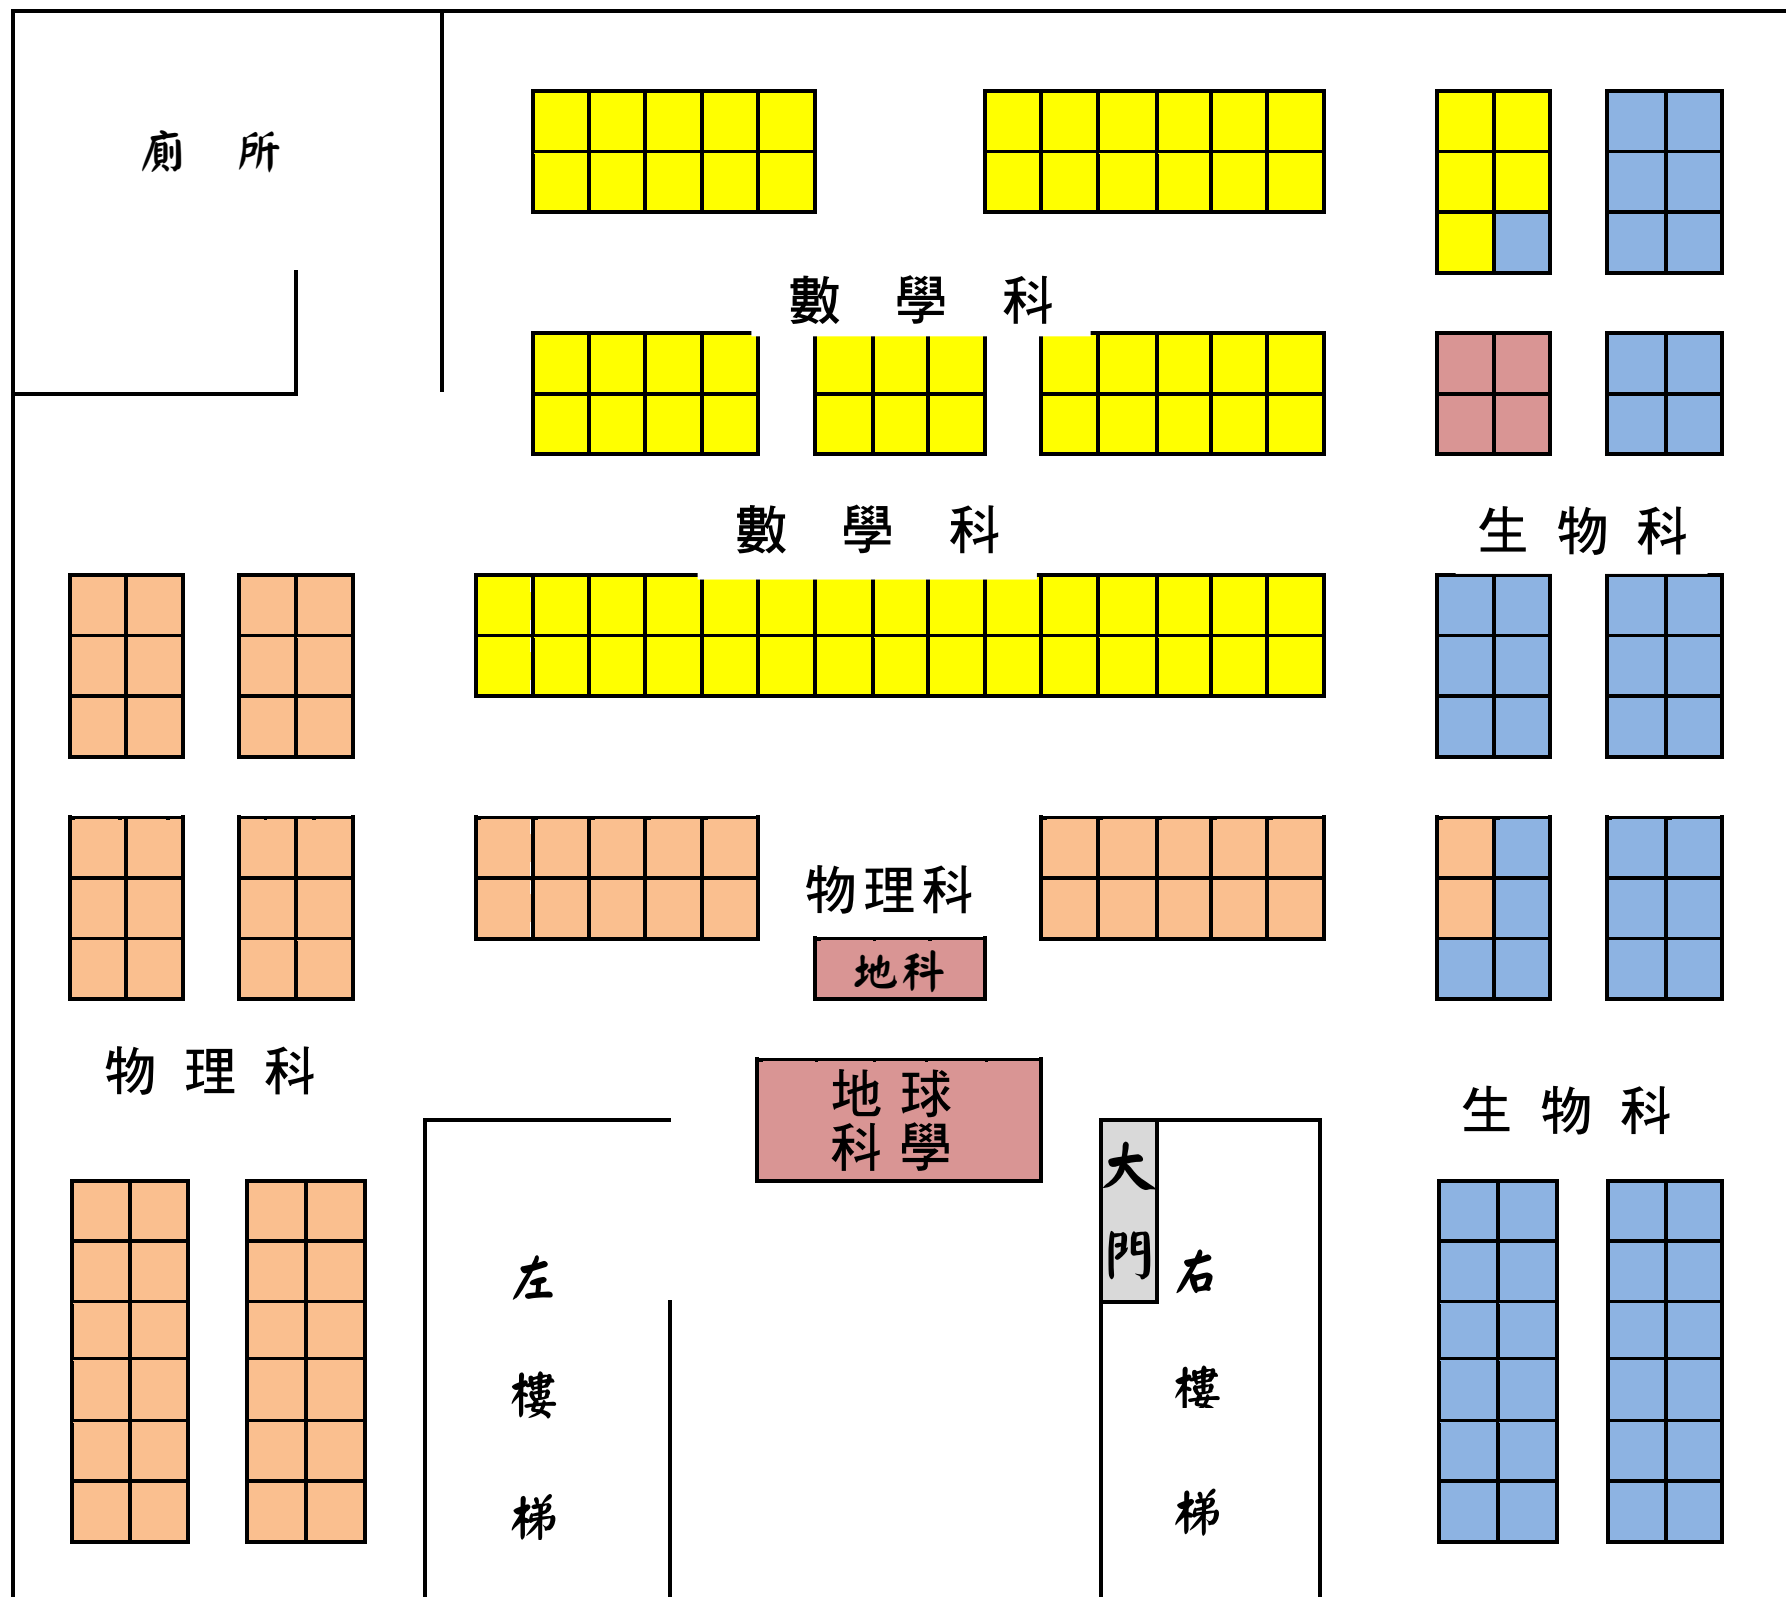 廁所
數學科
數學科
生物科
物理科
地科
物理科
地球
科學
生物科
大門
左樓梯
右樓梯